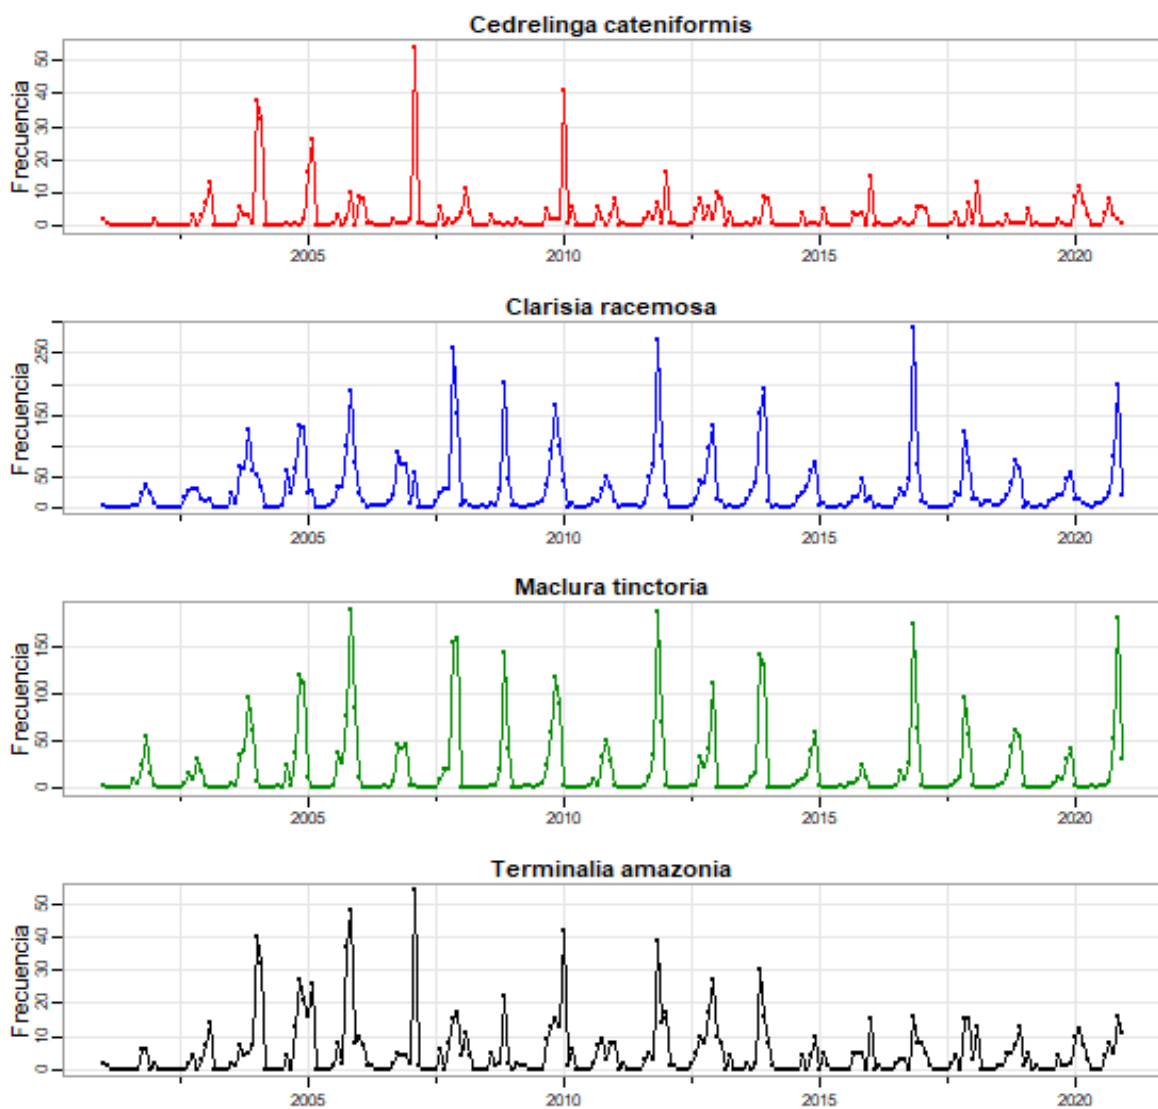 Cedrelinga cateniformis
Frecuencia
50
40
30
20
10
0
2005 2010 2015 2020
Clarisia racemosa
Frecuencia
250
150
50
0
2005 2010 2015 2020
Maclura tinctoria
Frecuencia
150
100
50
0
2005 2010 2015 2020
Terminalia amazonia
Frecuencia
50
40
30
20
10
0
2005 2010 2015 2020